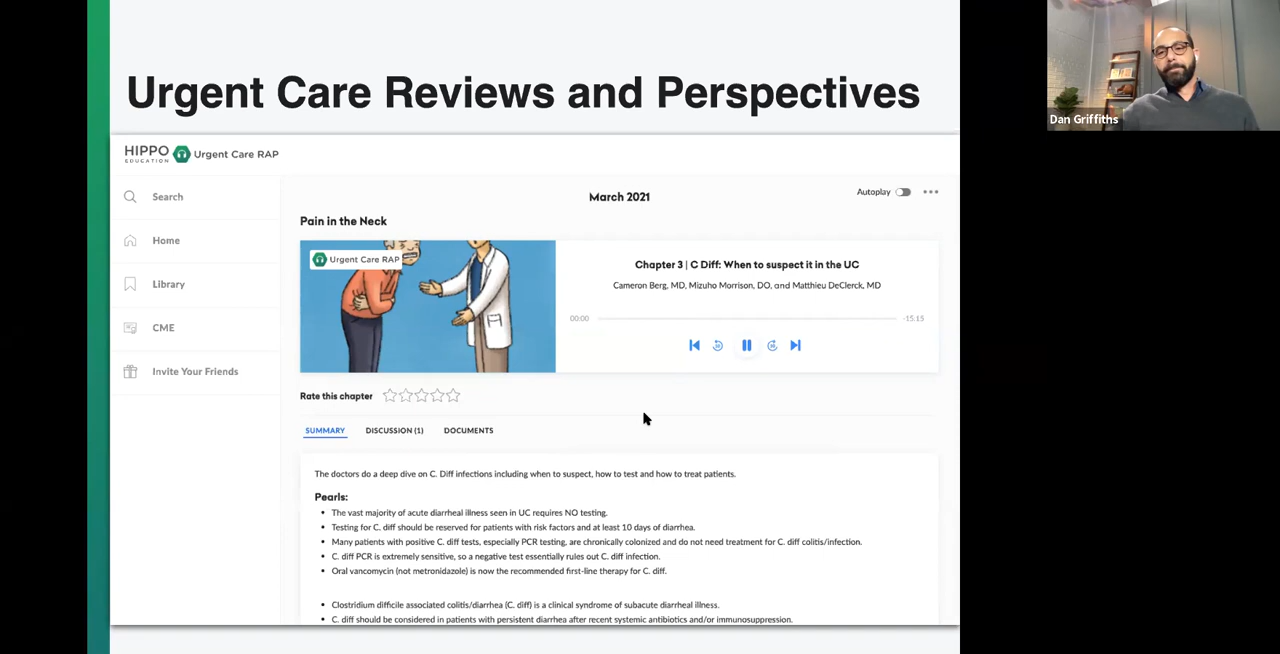 Urgent Care Reviews and Perspectives
Dan Griffiths
HIPPO EDUCATION Urgent Care RAP
Search
Home
Library
CME
Invite Your Friends
March 2021
Autoplay
Pain in the Neck
Urgent Care RAP
Chapter 3 | C Diff: When to suspect it in the UC
Cameron Berg, MD, Mizuho Morrison, DO, and Matthieu DeClerck, MD
00:00
-15:15
Rate this chapter
SUMMARY DISCUSSION (1) DOCUMENTS
The doctors do a deep dive on C. Diff infections including when to suspect, how to test and how to treat patients.
Pearls:
• The vast majority of acute diarrheal illness seen in UC requires NO testing.
• Testing for C. diff should be reserved for patients with risk factors and at least 10 days of diarrhea.
• Many patients with positive C. diff tests, especially PCR testing, are chronically colonized and do not need treatment for C. diff colitis/infection.
• C. diff PCR is extremely sensitive, so a negative test essentially rules out C. diff infection.
• Oral vancomycin (not metronidazole) is now the recommended first-line therapy for C. diff.
• Clostridium difficile associated colitis/diarrhea (C. diff) is a clinical syndrome of subacute diarrheal illness.
• C. diff should be considered in patients with persistent diarrhea after recent systemic antibiotics and/or immunosuppression.